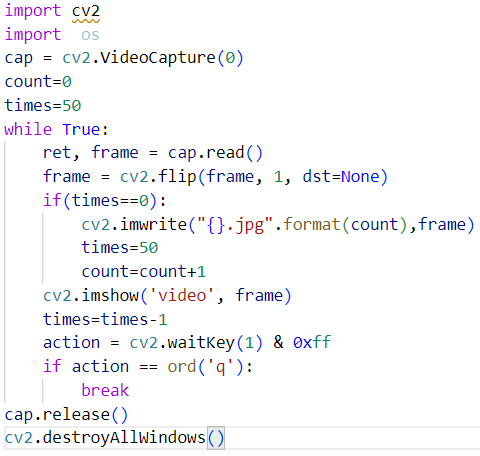 import cv2
import  os
cap = cv2.VideoCapture(0)
count=0
times=50
while True:
    ret, frame = cap.read()
    frame = cv2.flip(frame, 1, dst=None)
    if(times==0):
        cv2.imwrite("{}.jpg".format(count),frame)
        times=50
        count=count+1
    cv2.imshow('video', frame)
    times=times-1
    action = cv2.waitKey(1) & 0xff
    if action == ord('q'):
        break
cap.release()
cv2.destroyAllWindows()